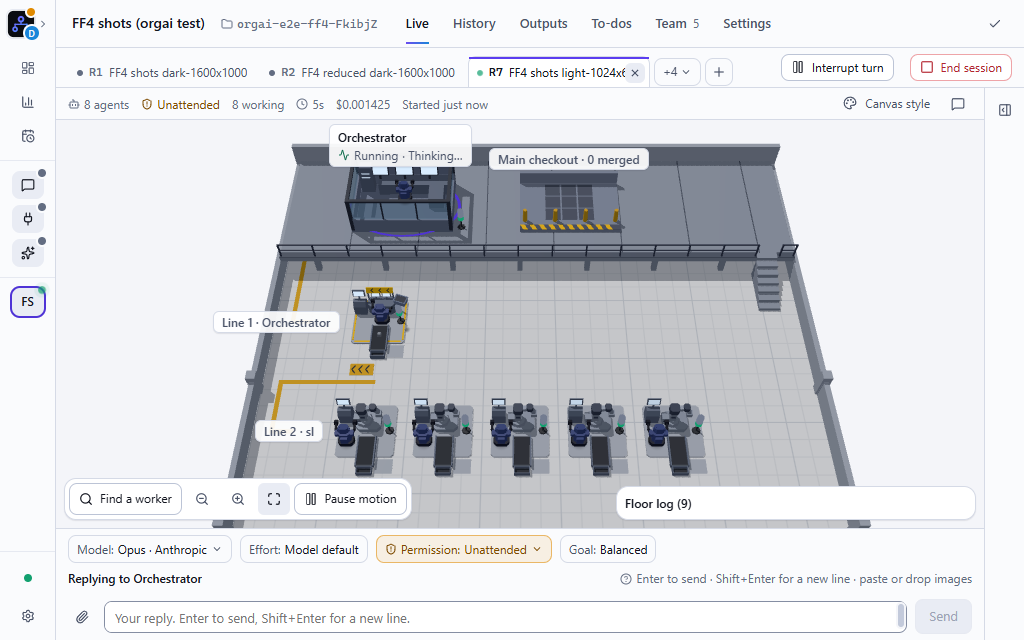 FF4 shots (orgai test)
orgai-e2e-ff4-FkibjZ
Live
History
Outputs
To-dos
Team 5
Settings
D
R1 FF4 shots dark-1600x1000
R2 FF4 reduced dark-1600x1000
R7 FF4 shots light-1024x6
+4
Interrupt turn
End session
8 agents
Unattended
8 working
5s
$0.001425
Started just now
Canvas style
FS
Orchestrator
Running · Thinking...
Main checkout · 0 merged
Line 1 · Orchestrator
Line 2 · sl
Find a worker
Pause motion
Floor log (9)
Model: Opus · Anthropic
Effort: Model default
Permission: Unattended
Goal: Balanced
Replying to Orchestrator
Enter to send · Shift+Enter for a new line · paste or drop images
Your reply. Enter to send, Shift+Enter for a new line.
Send